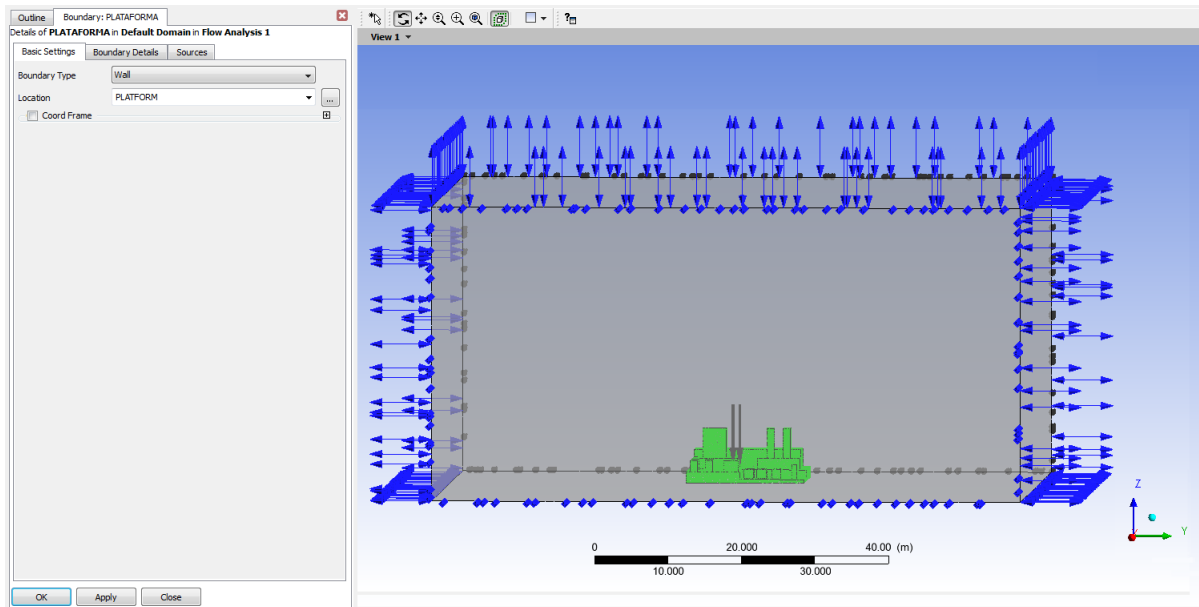 Outline Boundary: PLATAFORMA
Details of PLATAFORMA in Default Domain in Flow Analysis 1
Basic Settings Boundary Details Sources
Boundary Type Wall
Location PLATFORM ...
Coord Frame
OK Apply Close
View 1
Z
Y
0 20.000 40.00 (m)
10.000 30.000